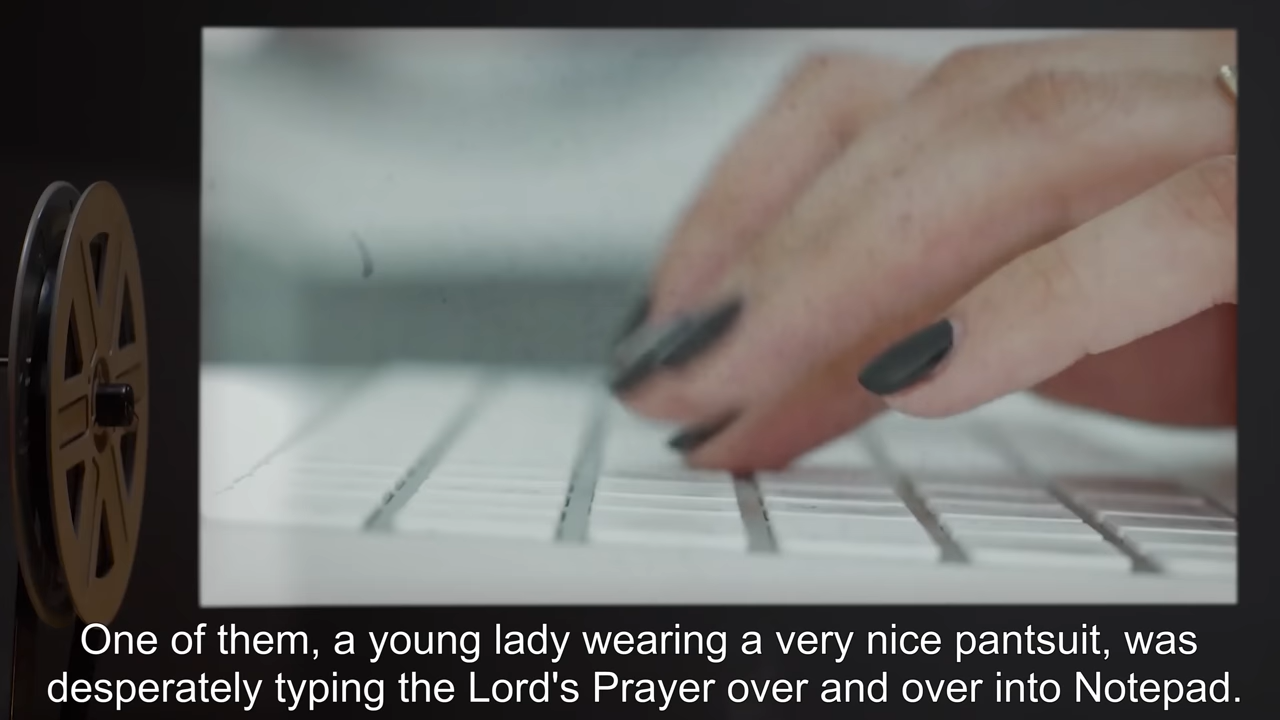 One of them, a young lady wearing a very nice pantsuit, was
desperately typing the Lord's Prayer over and over into Notepad.